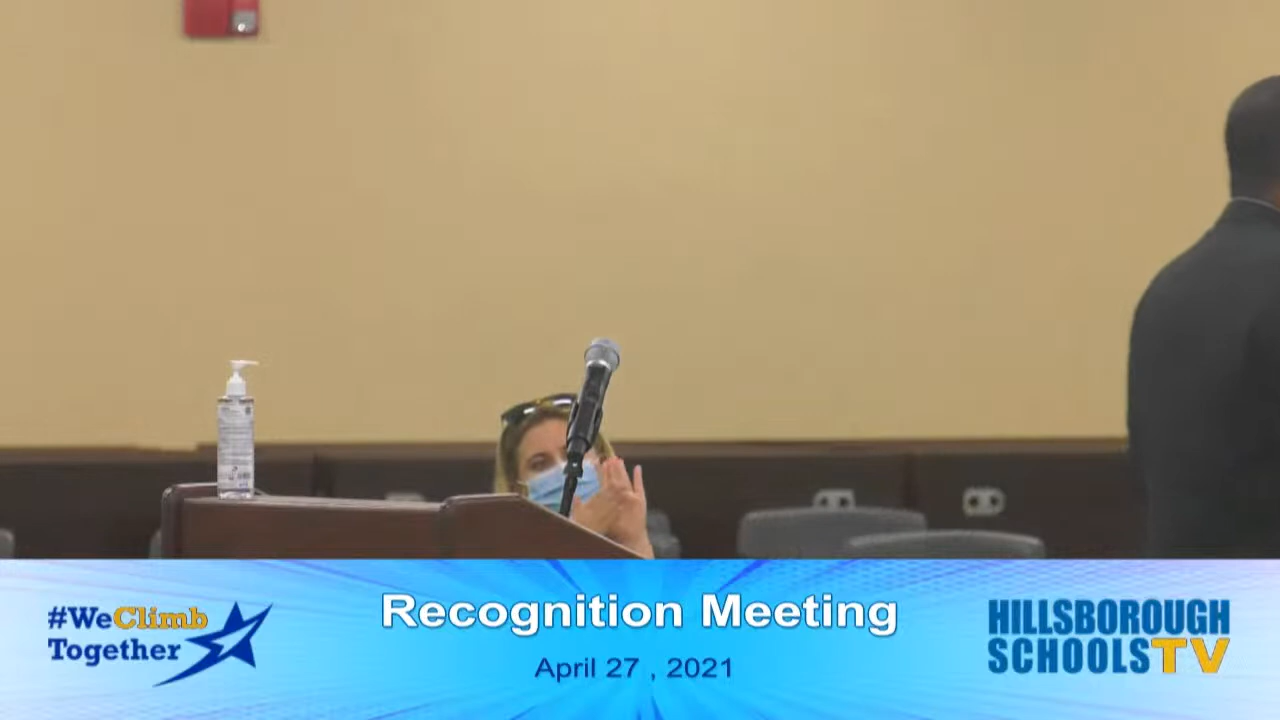 #WeClimb
Together
Recognition Meeting
April 27 , 2021
HILLSBOROUGH
SCHOOLSTV